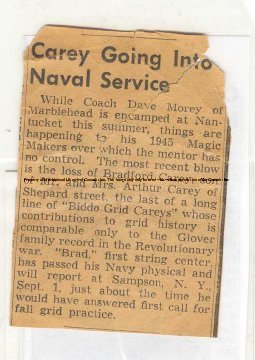 Carey Going Into
Naval Service
While Coach Dave Morey of
Marblehead is encamped at Nan-
tucket this summer, things are
happening to his 1945 Magic
Makers over which the mentor has
no control. The most recent blow
is the loss of Bradford Carey, son
of Mr. and Mrs. Arthur Carey of
Shepard street, the last of a long
line of "Biddo Grid Careys" whose
contributions to grid history is
comparable only to the Glover
family record in the Revolutionary
war. "Brad," first string center,
has passed his Navy physical and
will report at Sampson, N. Y.,
Sept. 1, just about the time he
would have answered first call for
fall grid practice.